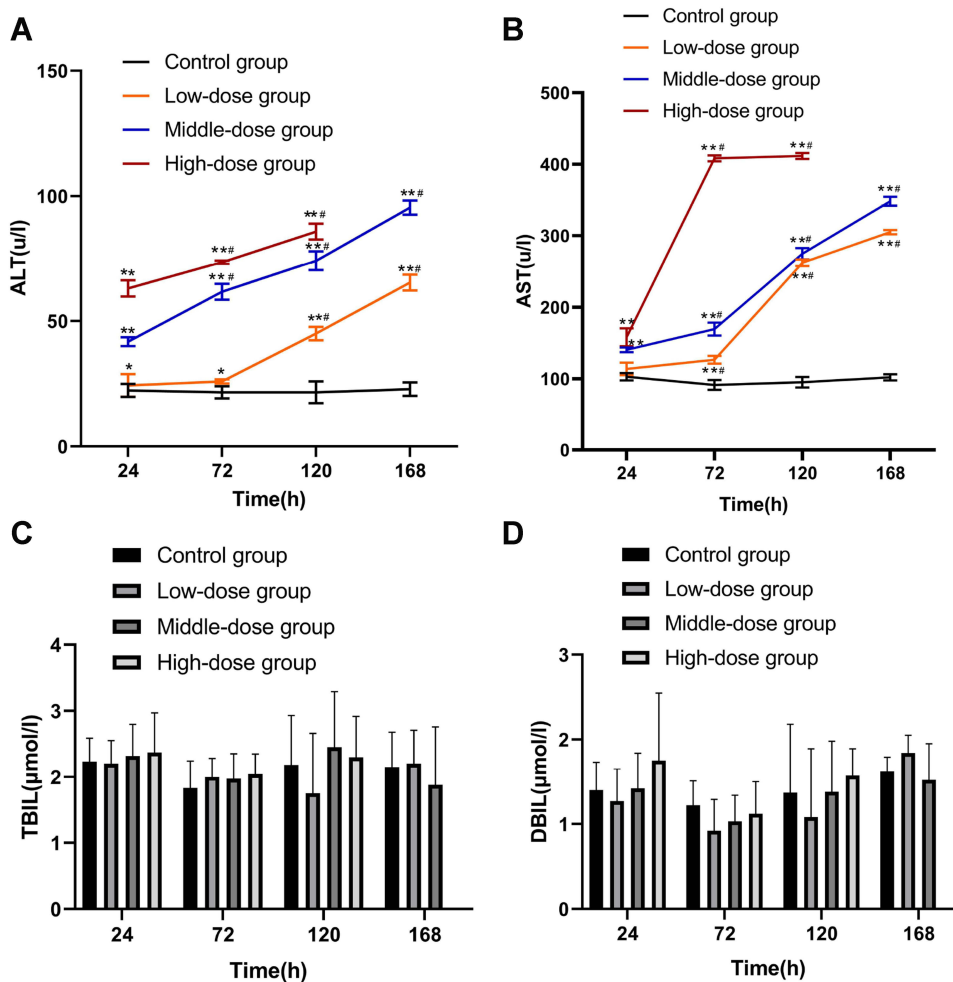 A
Control group
Low-dose group
Middle-dose group
High-dose group
150
100
50
0
ALT(u/l)
**
**#
**#
**
**#
**#
**#
*
*
**#
**#
24
72
120
168
Time(h)
B
Control group
Low-dose group
Middle-dose group
High-dose group
500
400
300
200
100
0
AST(u/l)
**
**#
**#
**
**#
**#
**#
**#
**#
24
72
120
168
Time(h)
C
Control group
Low-dose group
Middle-dose group
High-dose group
4
3
2
1
0
TBIL(μmol/l)
24
72
120
168
Time(h)
D
Control group
Low-dose group
Middle-dose group
High-dose group
3
2
1
0
DBIL(μmol/l)
24
72
120
168
Time(h)